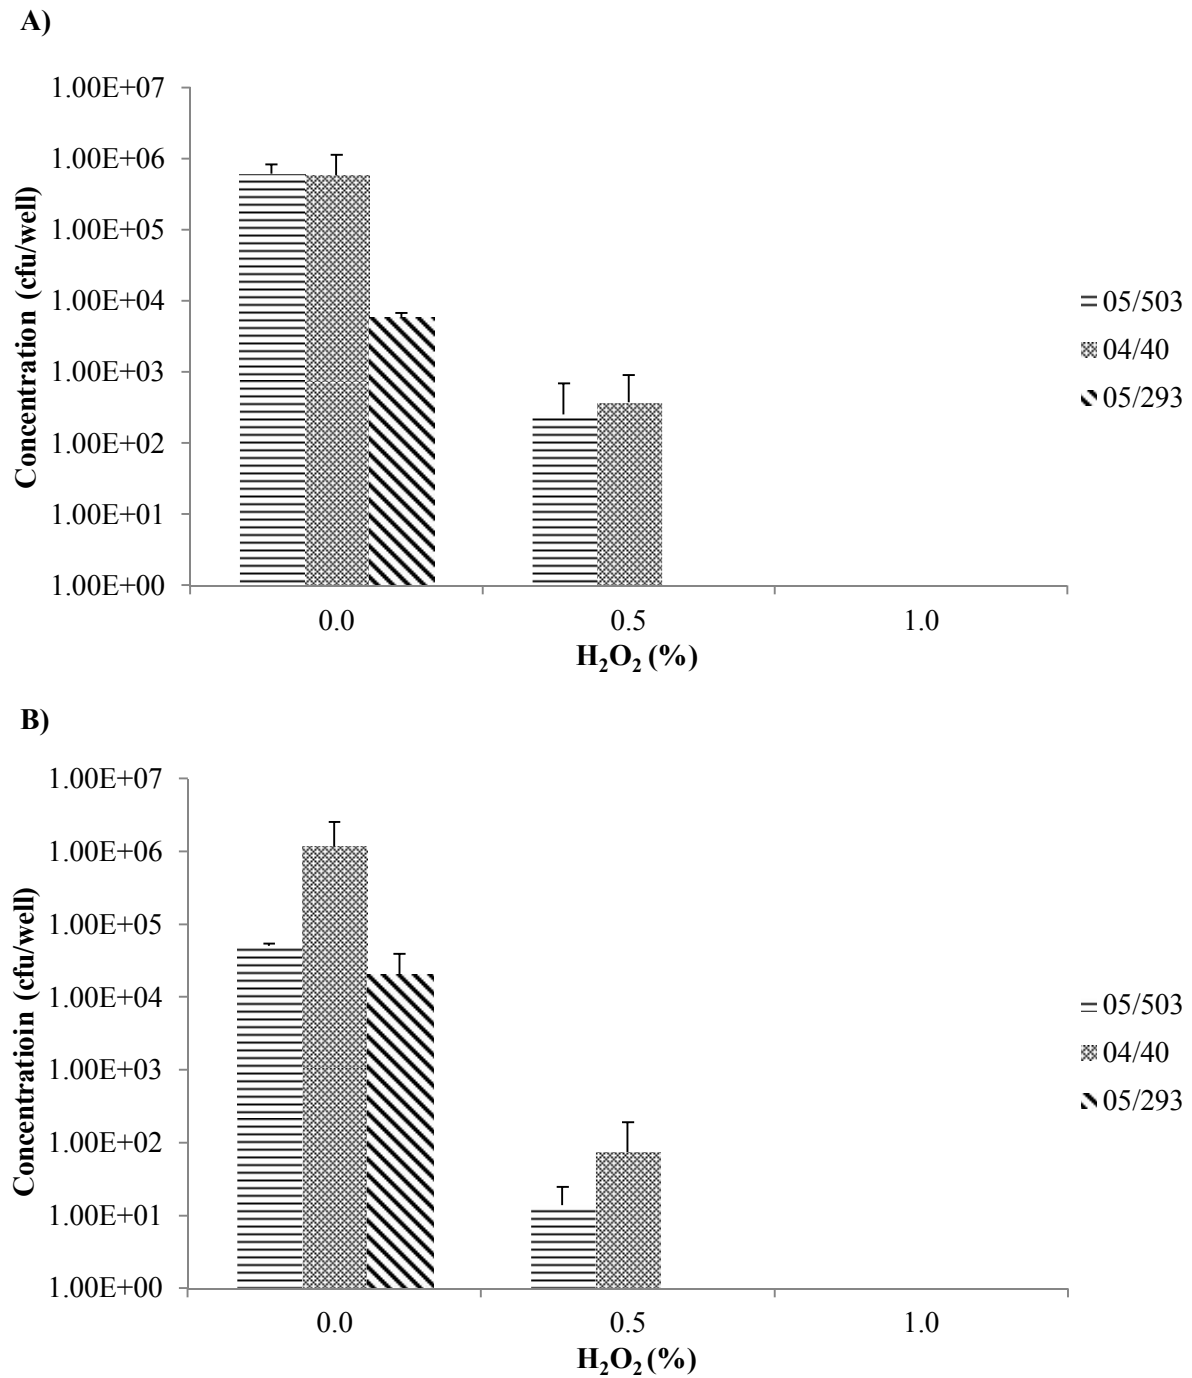 A)
1.00E+07
1.00E+06
1.00E+05
1.00E+04
1.00E+03
1.00E+02
1.00E+01
1.00E+00
Concentration (cfu/well)
0.0 0.5 1.0
H₂O₂ (%)
05/503
04/40
05/293
B)
1.00E+07
1.00E+06
1.00E+05
1.00E+04
1.00E+03
1.00E+02
1.00E+01
1.00E+00
Concentratioin (cfu/well)
0.0 0.5 1.0
H₂O₂ (%)
05/503
04/40
05/293